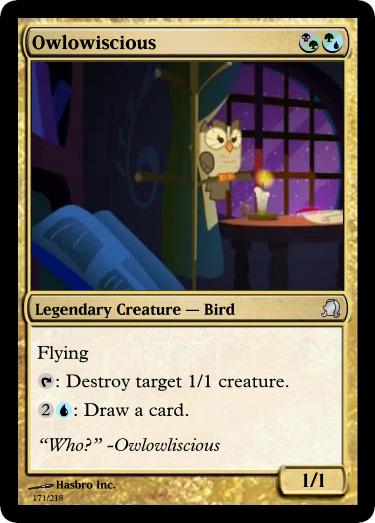 Owlowiscious
Legendary Creature — Bird
Flying
: Destroy target 1/1 creature.
2 : Draw a card.
“Who?” -Owlowliscious
1/1
Hasbro Inc.
171/218